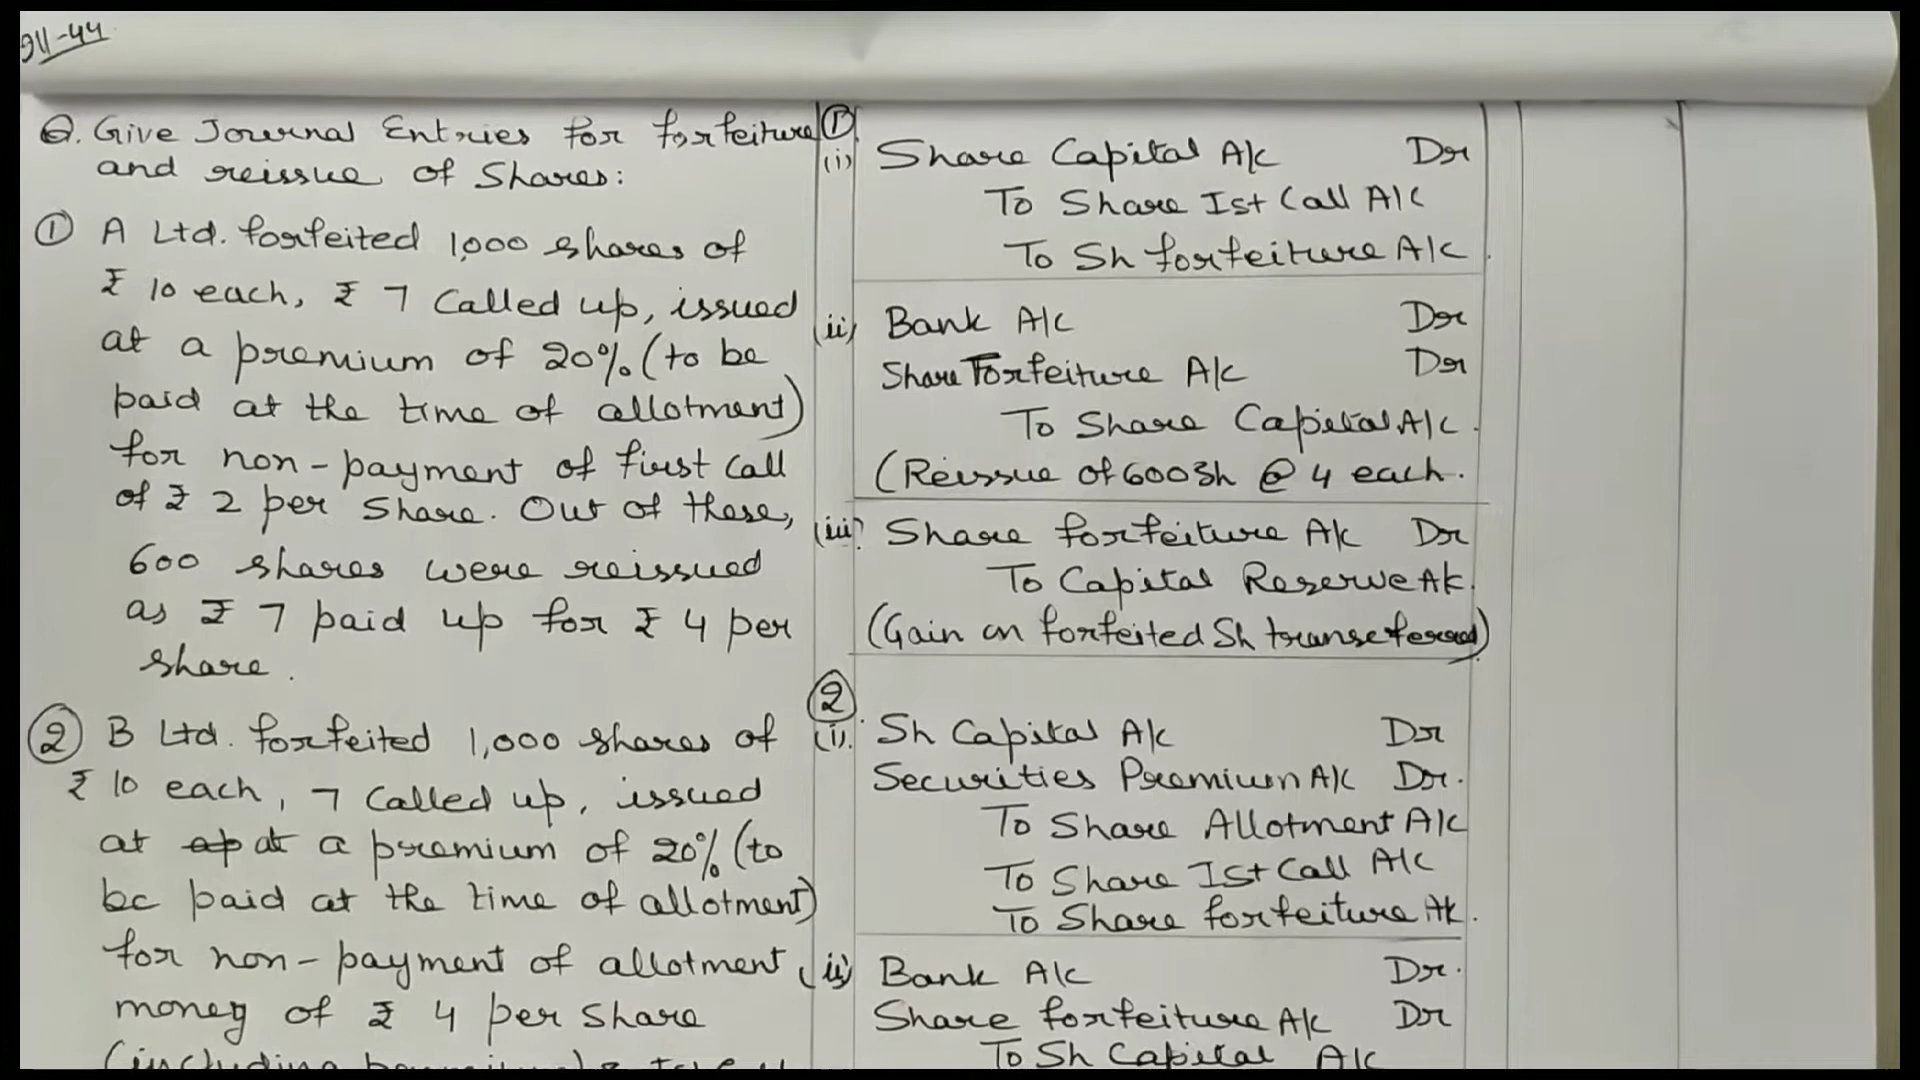 911-44
Q. Give Journal Entries for forfeiture
and reissue of Shares:
① A Ltd. forfeited 1,000 shares of
₹ 10 each, ₹ 7 Called up, issued
at a premium of 20% (to be
paid at the time of allotment)
for non-payment of first Call
of ₹ 2 per Share. Out of these,
600 shares were reissued
as ₹ 7 paid up for ₹ 4 per
share.
② B Ltd. forfeited 1,000 shares of
₹ 10 each, 7 Called up, issued
at a premium of 20% (to
be paid at the time of allotment)
for non-payment of allotment
money of ₹ 4 per Share
①
(i) Share Capital A/c Dr
To Share Ist Call A/c
To Sh forfeiture A/c
(ii) Bank A/c Dr
Share Forfeiture A/c Dr
To Share Capital A/c.
(Reissue of 600 Sh @ 4 each.
(iii) Share forfeiture A/c Dr
To Capital Reserve A/c.
(Gain on forfeited Sh transeferred)
②
(i). Sh Capital A/c Dr
Securities Premium A/c Dr.
To Share Allotment A/c
To Share Ist Call A/c
To Share forfeiture A/c.
(ii) Bank A/c Dr.
Share forfeiture A/c Dr
To Sh Capital A/c